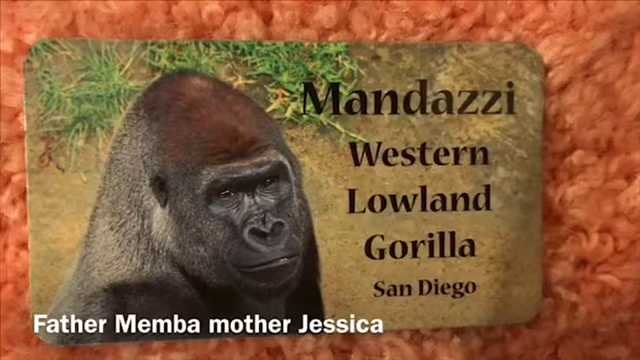 Mandazzi
Western
Lowland
Gorilla
San Diego
Father Memba mother Jessica